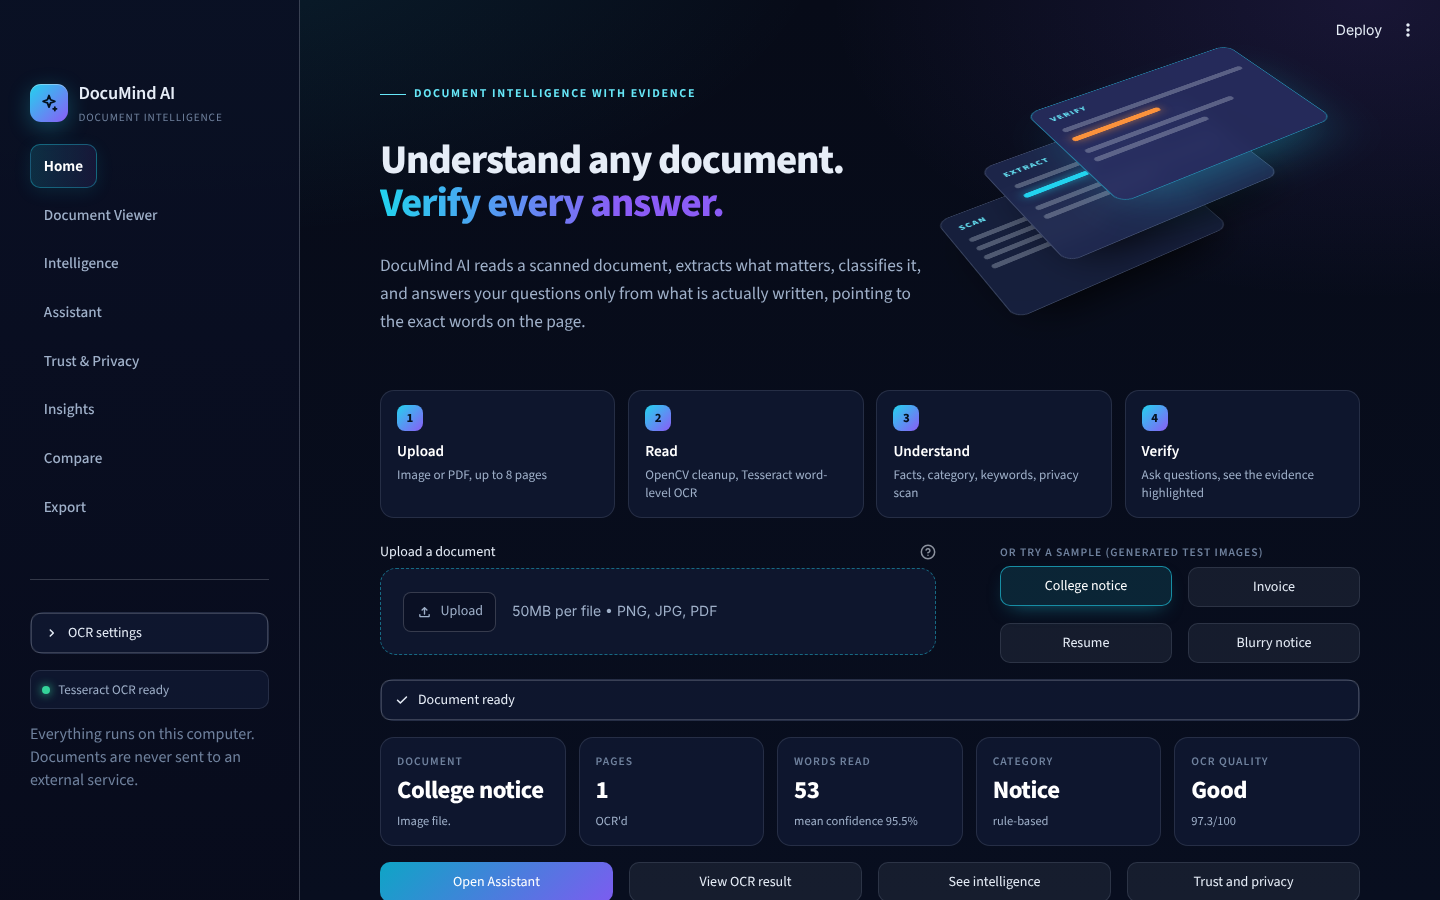 Deploy
DocuMind AI
DOCUMENT INTELLIGENCE
Home
Document Viewer
Intelligence
Assistant
Trust & Privacy
Insights
Compare
Export
OCR settings
Tesseract OCR ready
Everything runs on this computer.
Documents are never sent to an
external service.
DOCUMENT INTELLIGENCE WITH EVIDENCE
Understand any document.
Verify every answer.
DocuMind AI reads a scanned document, extracts what matters, classifies it,
and answers your questions only from what is actually written, pointing to
the exact words on the page.
VERIFY
EXTRACT
SCAN
1
Upload
Image or PDF, up to 8 pages
2
Read
OpenCV cleanup, Tesseract word-
level OCR
3
Understand
Facts, category, keywords, privacy
scan
4
Verify
Ask questions, see the evidence
highlighted
Upload a document
Upload
50MB per file • PNG, JPG, PDF
OR TRY A SAMPLE (GENERATED TEST IMAGES)
College notice
Invoice
Resume
Blurry notice
Document ready
DOCUMENT
College notice
Image file.
PAGES
1
OCR'd
WORDS READ
53
mean confidence 95.5%
CATEGORY
Notice
rule-based
OCR QUALITY
Good
97.3/100
Open Assistant
View OCR result
See intelligence
Trust and privacy